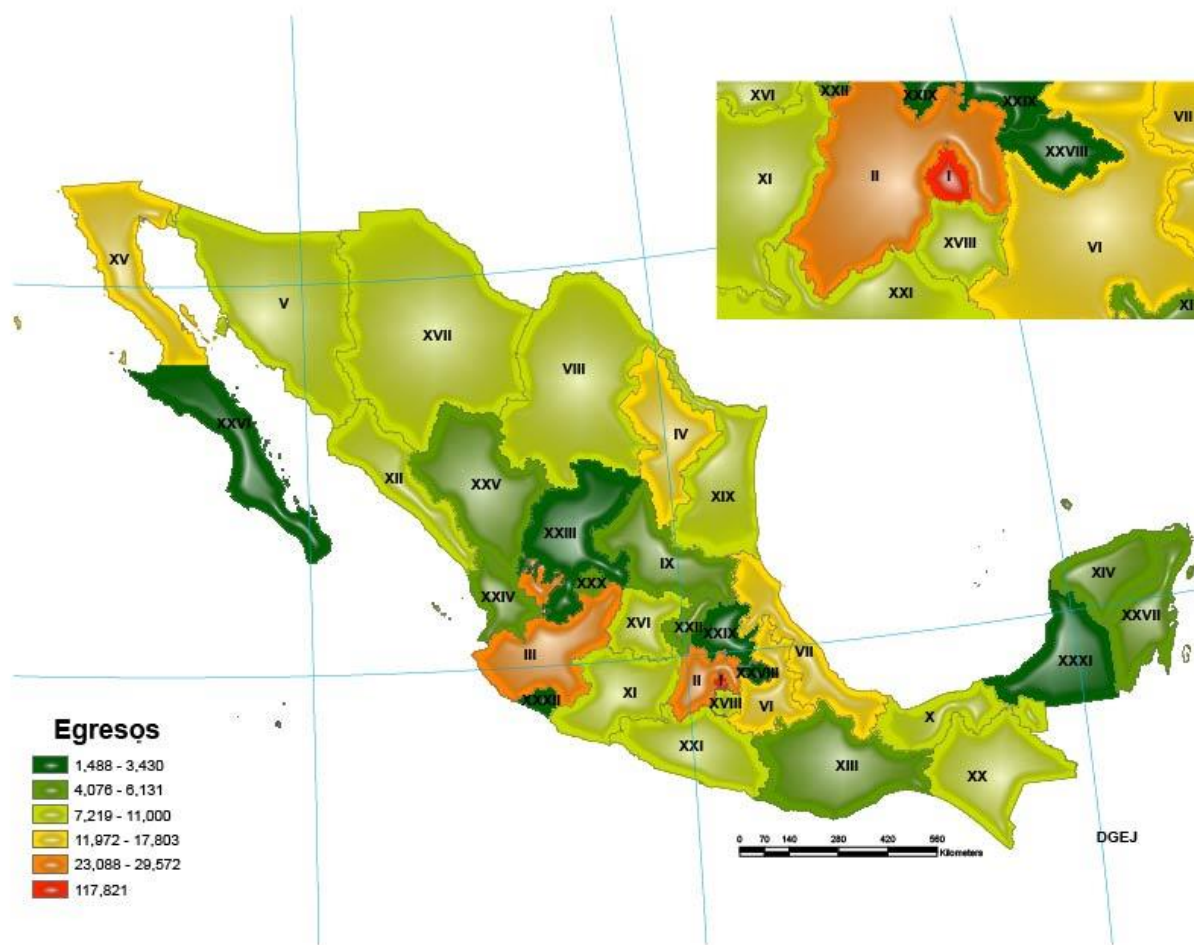 XVI
XXII
XXIX
XXIX
VII
XXVIII
XI
II
I
VI
XVIII
XXI
XI
XV
V
XVII
VIII
XXVI
IV
XII
XXV
XIX
XXIII
IX
XXX
XIV
XXIV
XXVII
XVI
XXII
XXIX
XXXI
III
VII
II
I
XXVIII
XI
XXXII
XVIII
VI
X
XXI
XIII
XX
Egresos
1,488 - 3,430
4,076 - 6,131
7,219 - 11,000
11,972 - 17,803
23,088 - 29,572
117,821
0 70 140 280 420 560
Kilometers
DGEJ